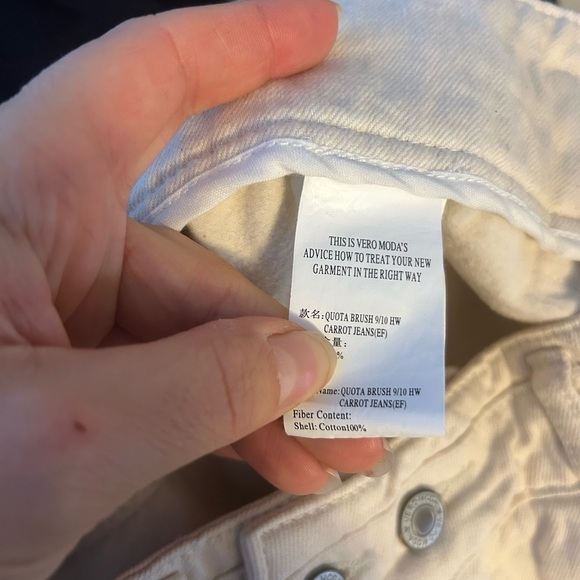 THIS IS VERO MODA'S
ADVICE HOW TO TREAT YOUR NEW
GARMENT IN THE RIGHT WAY
款名: QUOTA BRUSH 9/10 HW
CARROT JEANS(EF)
量:
%
Name: QUOTA BRUSH 9/10 HW
CARROT JEANS(EF)
Fiber Content:
Shell: Cotton100%